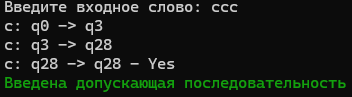 Введите входное слово: ccc
c: q0 -> q3
c: q3 -> q28
c: q28 -> q28 - Yes
Введена допускающая последовательность